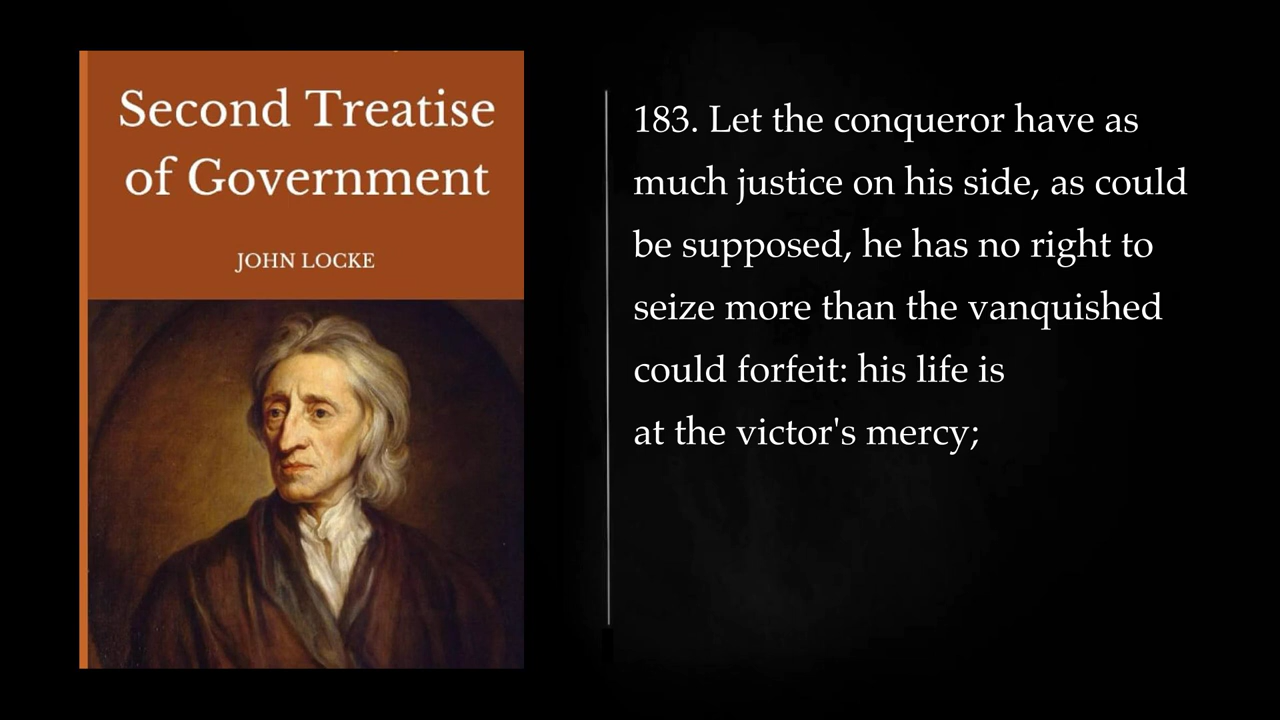 Second Treatise
of Government
JOHN LOCKE
183. Let the conqueror have as
much justice on his side, as could
be supposed, he has no right to
seize more than the vanquished
could forfeit: his life is
at the victor's mercy;